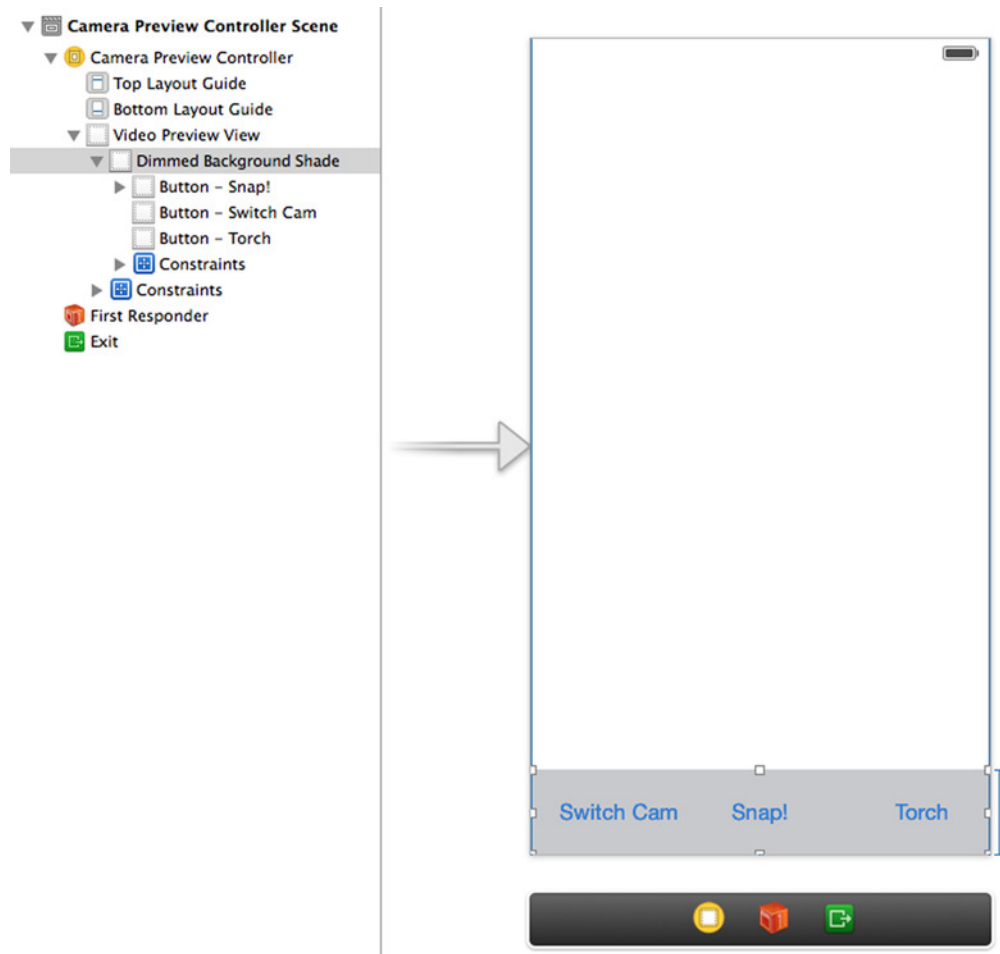 Camera Preview Controller Scene
Camera Preview Controller
Top Layout Guide
Bottom Layout Guide
Video Preview View
Dimmed Background Shade
Button – Snap!
Button – Switch Cam
Button – Torch
Constraints
Constraints
First Responder
Exit
Switch Cam
Snap!
Torch